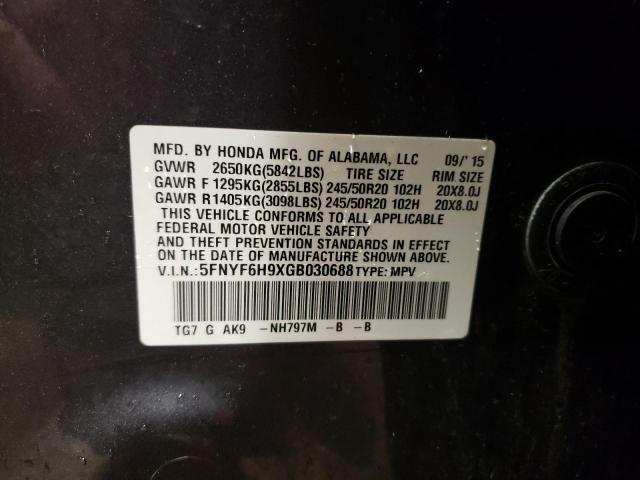 MFD. BY HONDA MFG. OF ALABAMA, LLC 09/'15
GVWR 2650KG(5842LBS) TIRE SIZE RIM SIZE
GAWR F 1295KG(2855LBS) 245/50R20 102H 20X8.0J
GAWR R 1405KG(3098LBS) 245/50R20 102H 20X8.0J
THIS VEHICLE CONFORMS TO ALL APPLICABLE
FEDERAL MOTOR VEHICLE SAFETY
AND THEFT PREVENTION STANDARDS IN EFFECT
ON THE DATE OF MANUFACTURE SHOWN ABOVE.
V.I.N.: 5FNYF6H9XGB030688 TYPE: MPV
TG7 G AK9 -NH797M -B -B